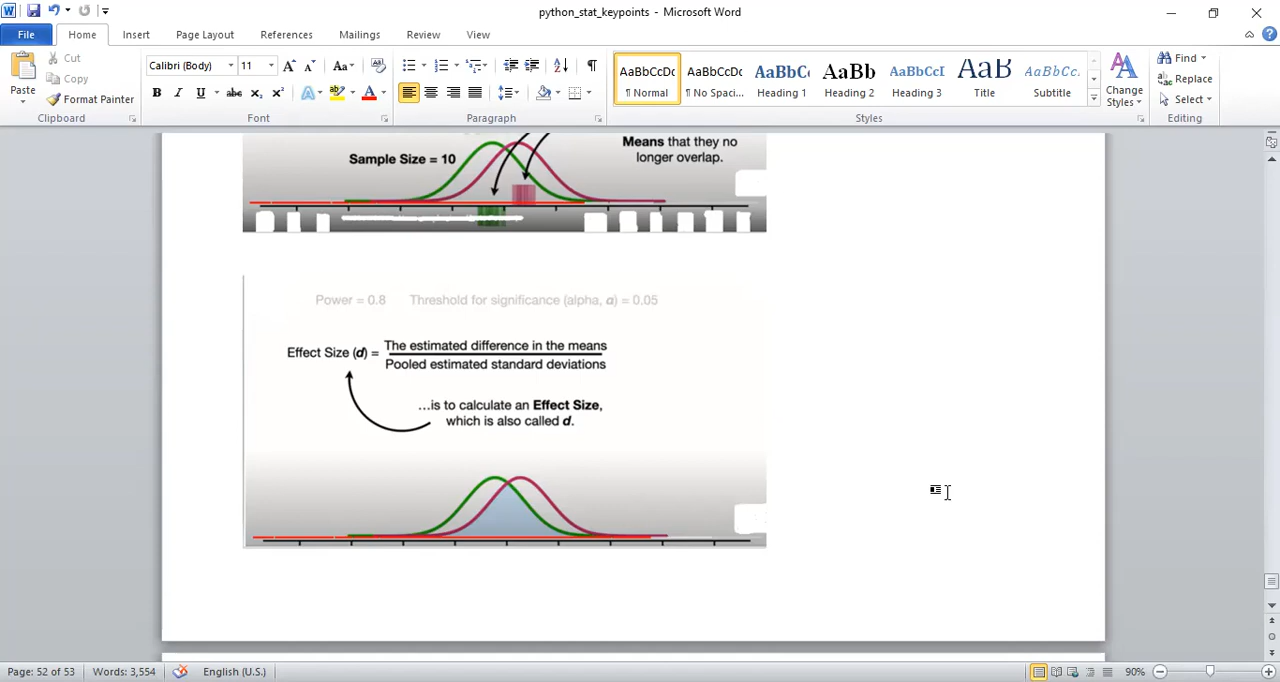 python_stat_keypoints - Microsoft Word
File Home Insert Page Layout References Mailings Review View
Paste
Cut
Copy
Format Painter
Clipboard
Calibri (Body) 11
Font
Paragraph
AaBbCcDc AaBbCcDc AaBbC AaBb AaBbCcI AaB AaBbCc.
¶ Normal ¶ No Spaci... Heading 1 Heading 2 Heading 3 Title Subtitle
Styles
Change
Styles
Find
Replace
Select
Editing
Means that they no
longer overlap.
Sample Size = 10
Power = 0.8 Threshold for significance (alpha, α) = 0.05
Effect Size (d) = The estimated difference in the means
Pooled estimated standard deviations
...is to calculate an Effect Size,
which is also called d.
Page: 52 of 53 Words: 3,554 English (U.S.) 90%